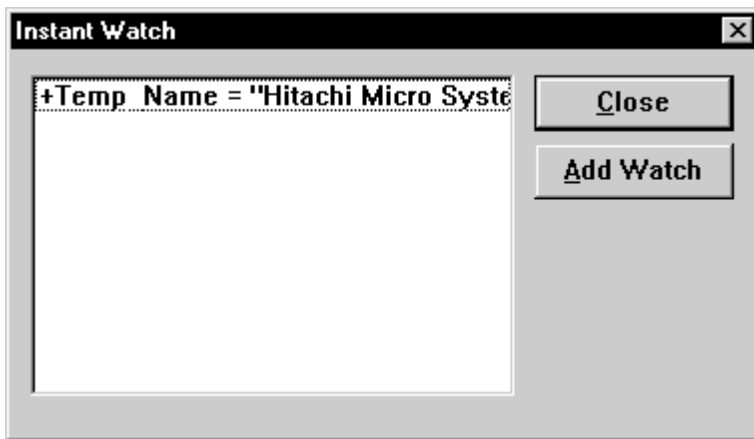 Instant Watch
+Temp_Name = "Hitachi Micro Syste
Close
Add Watch